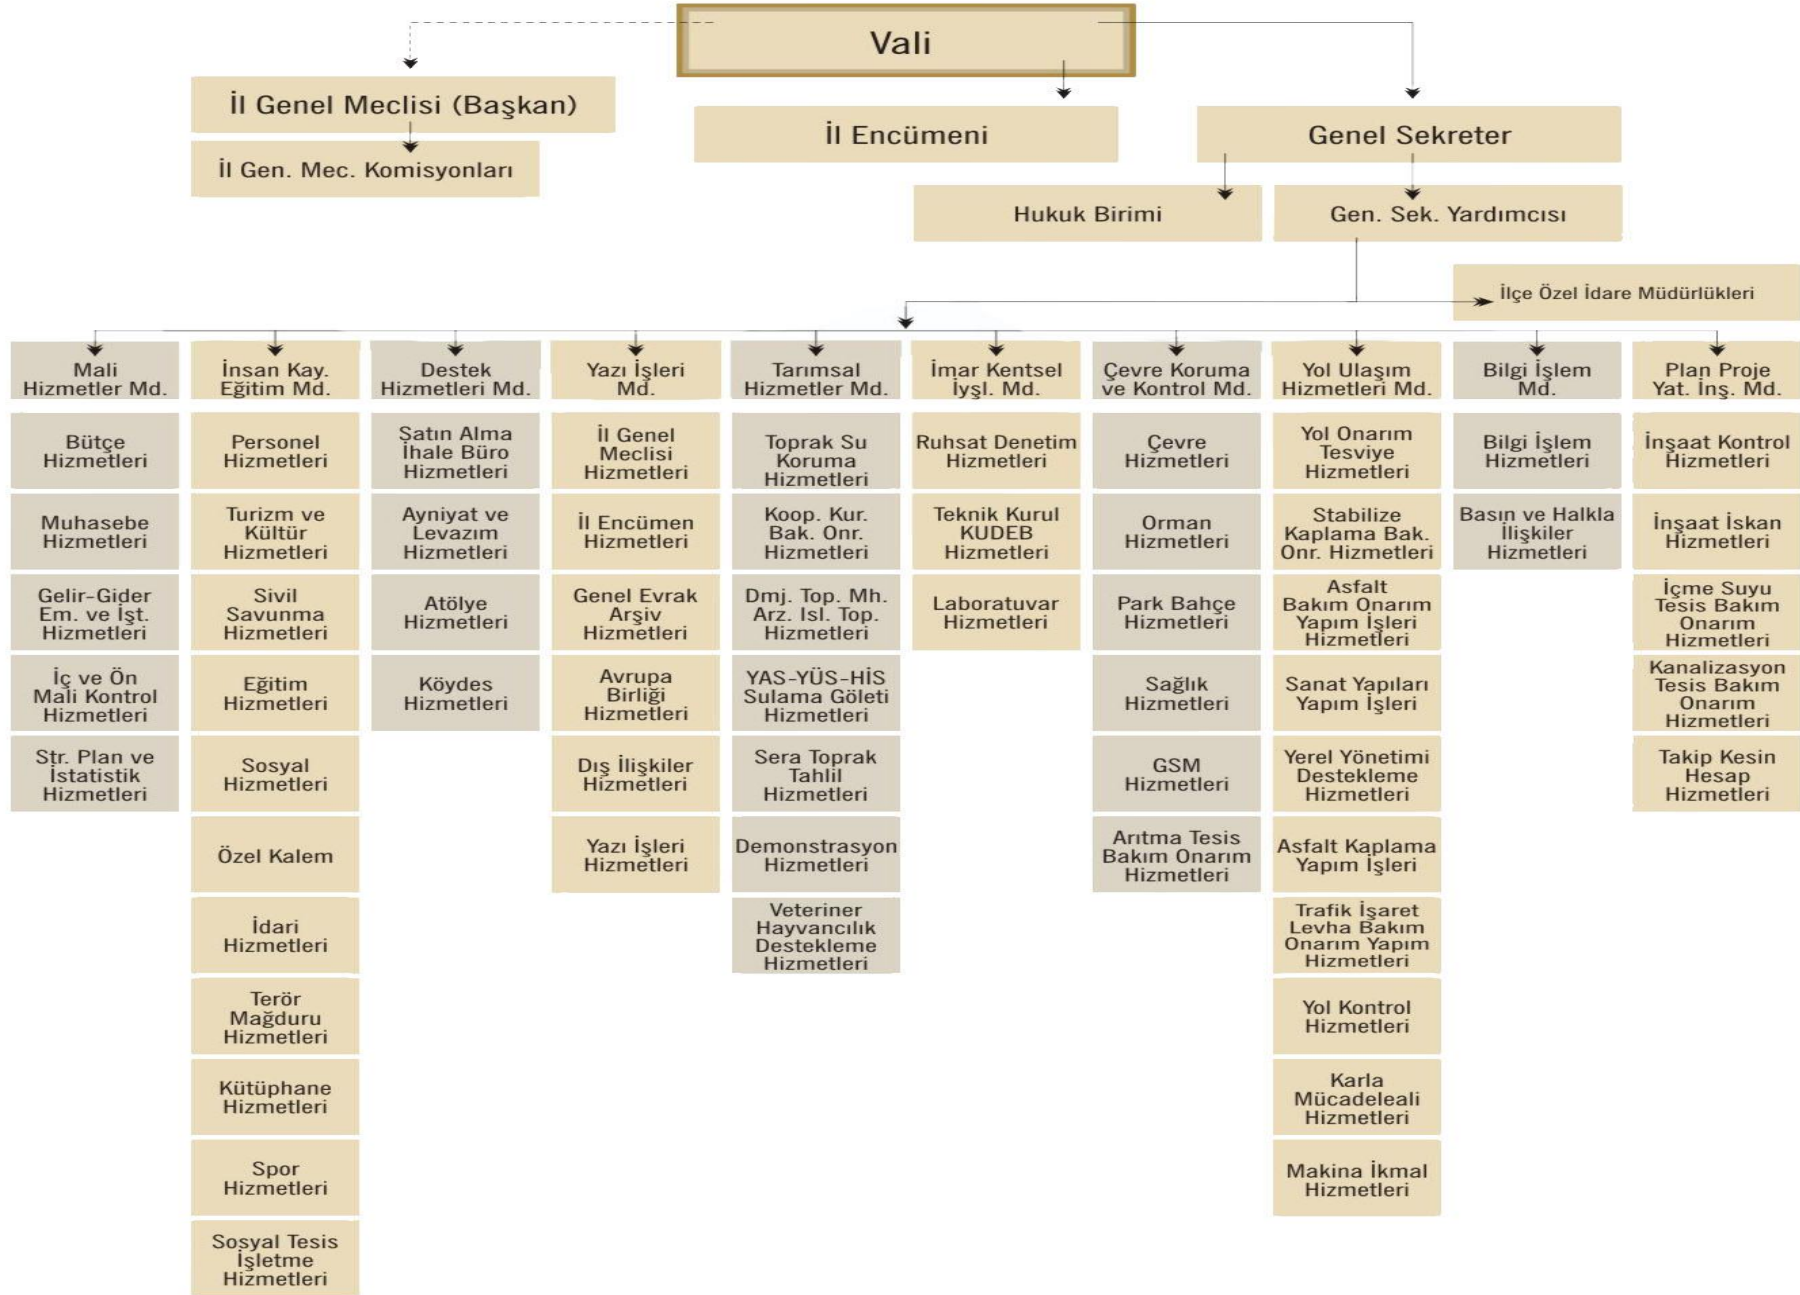 Vali
İl Genel Meclisi (Başkan)
İl Gen. Mec. Komisyonları
İl Encümeni
Genel Sekreter
Hukuk Birimi
Gen. Sek. Yardımcısı
İlçe Özel İdare Müdürlükleri
Mali
Hizmetler Md.
Bütçe
Hizmetleri
Muhasebe
Hizmetleri
Gelir-Gider
Em. ve İşt.
Hizmetleri
İç ve Ön
Mali Kontrol
Hizmetleri
Str. Plan ve
İstatistik
Hizmetleri
İnsan Kay.
Eğitim Md.
Personel
Hizmetleri
Turizm ve
Kültür
Hizmetleri
Sivil
Savunma
Hizmetleri
Eğitim
Hizmetleri
Sosyal
Hizmetleri
Özel Kalem
İdari
Hizmetleri
Terör
Mağduru
Hizmetleri
Kütüphane
Hizmetleri
Spor
Hizmetleri
Sosyal Tesis
İşletme
Hizmetleri
Destek
Hizmetleri Md.
Satın Alma
İhale Büro
Hizmetleri
Ayniyat ve
Levazım
Hizmetleri
Atölye
Hizmetleri
Köydes
Hizmetleri
Yazı İşleri
Md.
İl Genel
Meclisi
Hizmetleri
İl Encümen
Hizmetleri
Genel Evrak
Arşiv
Hizmetleri
Avrupa
Birliği
Hizmetleri
Dış İlişkiler
Hizmetleri
Yazı İşleri
Hizmetleri
Tarımsal
Hizmetler Md.
Toprak Su
Koruma
Hizmetleri
Koop. Kur.
Bak. Onr.
Hizmetleri
Dmj. Top. Mh.
Arz. Isl. Top.
Hizmetleri
YAS-YÜS-HİS
Sulama Göleti
Hizmetleri
Sera Toprak
Tahlil
Hizmetleri
Demonstrasyon
Hizmetleri
Veteriner
Hayvancılık
Destekleme
Hizmetleri
İmar Kentsel
İyşl. Md.
Ruhsat Denetim
Hizmetleri
Teknik Kurul
KUDEB
Hizmetleri
Laboratuvar
Hizmetleri
Çevre Koruma
ve Kontrol Md.
Çevre
Hizmetleri
Orman
Hizmetleri
Park Bahçe
Hizmetleri
Sağlık
Hizmetleri
GSM
Hizmetleri
Arıtma Tesis
Bakım Onarım
Hizmetleri
Yol Ulaşım
Hizmetleri Md.
Yol Onarım
Tesviye
Hizmetleri
Stabilize
Kaplama Bak.
Onr. Hizmetleri
Asfalt
Bakım Onarım
Yapım İşleri
Hizmetleri
Sanat Yapıları
Yapım İşleri
Yerel Yönetimi
Destekleme
Hizmetleri
Asfalt Kaplama
Yapım İşleri
Trafik İşaret
Levha Bakım
Onarım Yapım
Hizmetleri
Yol Kontrol
Hizmetleri
Karla
Mücadeleali
Hizmetleri
Makina İkmal
Hizmetleri
Bilgi İşlem
Md.
Bilgi İşlem
Hizmetleri
Basın ve Halkla
İlişkiler
Hizmetleri
Plan Proje
Yat. İnş. Md.
İnşaat Kontrol
Hizmetleri
İnşaat İskan
Hizmetleri
İçme Suyu
Tesis Bakım
Onarım
Hizmetleri
Kanalizasyon
Tesis Bakım
Onarım
Hizmetleri
Takip Kesin
Hesap
Hizmetleri